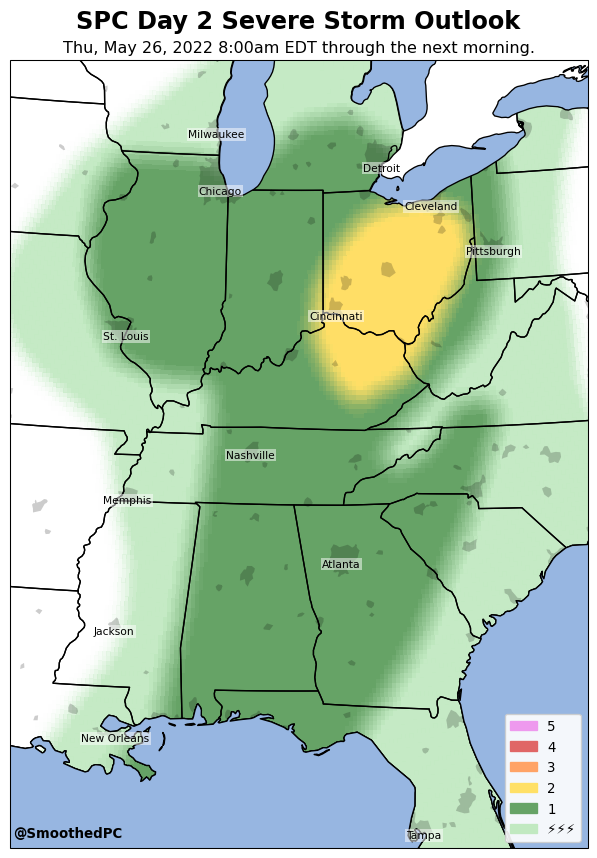 SPC Day 2 Severe Storm Outlook
Thu, May 26, 2022 8:00am EDT through the next morning.
Milwaukee
Detroit
Chicago
Cleveland
Pittsburgh
Cincinnati
St. Louis
Nashville
Memphis
Atlanta
Jackson
New Orleans
Tampa
5
4
3
2
1
⚡⚡⚡
@SmoothedPC